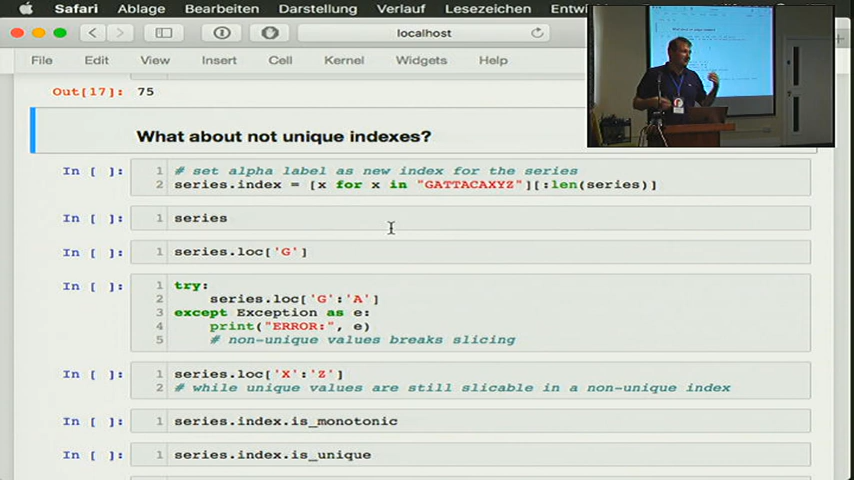 Safari Ablage Bearbeiten Darstellung Verlauf Lesezeichen Entwi
localhost
File Edit View Insert Cell Kernel Widgets Help
Out[17]: 75
What about not unique indexes?
In [ ]: 1 # set alpha label as new index for the series
2 series.index = [x for x in "GATTACAXYZ"][:len(series)]
In [ ]: 1 series
In [ ]: 1 series.loc['G']
In [ ]: 1 try:
2 series.loc['G':'A']
3 except Exception as e:
4 print("ERROR:", e)
5 # non-unique values breaks slicing
In [ ]: 1 series.loc['X':'Z']
2 # while unique values are still slicable in a non-unique index
In [ ]: 1 series.index.is_monotonic
In [ ]: 1 series.index.is_unique